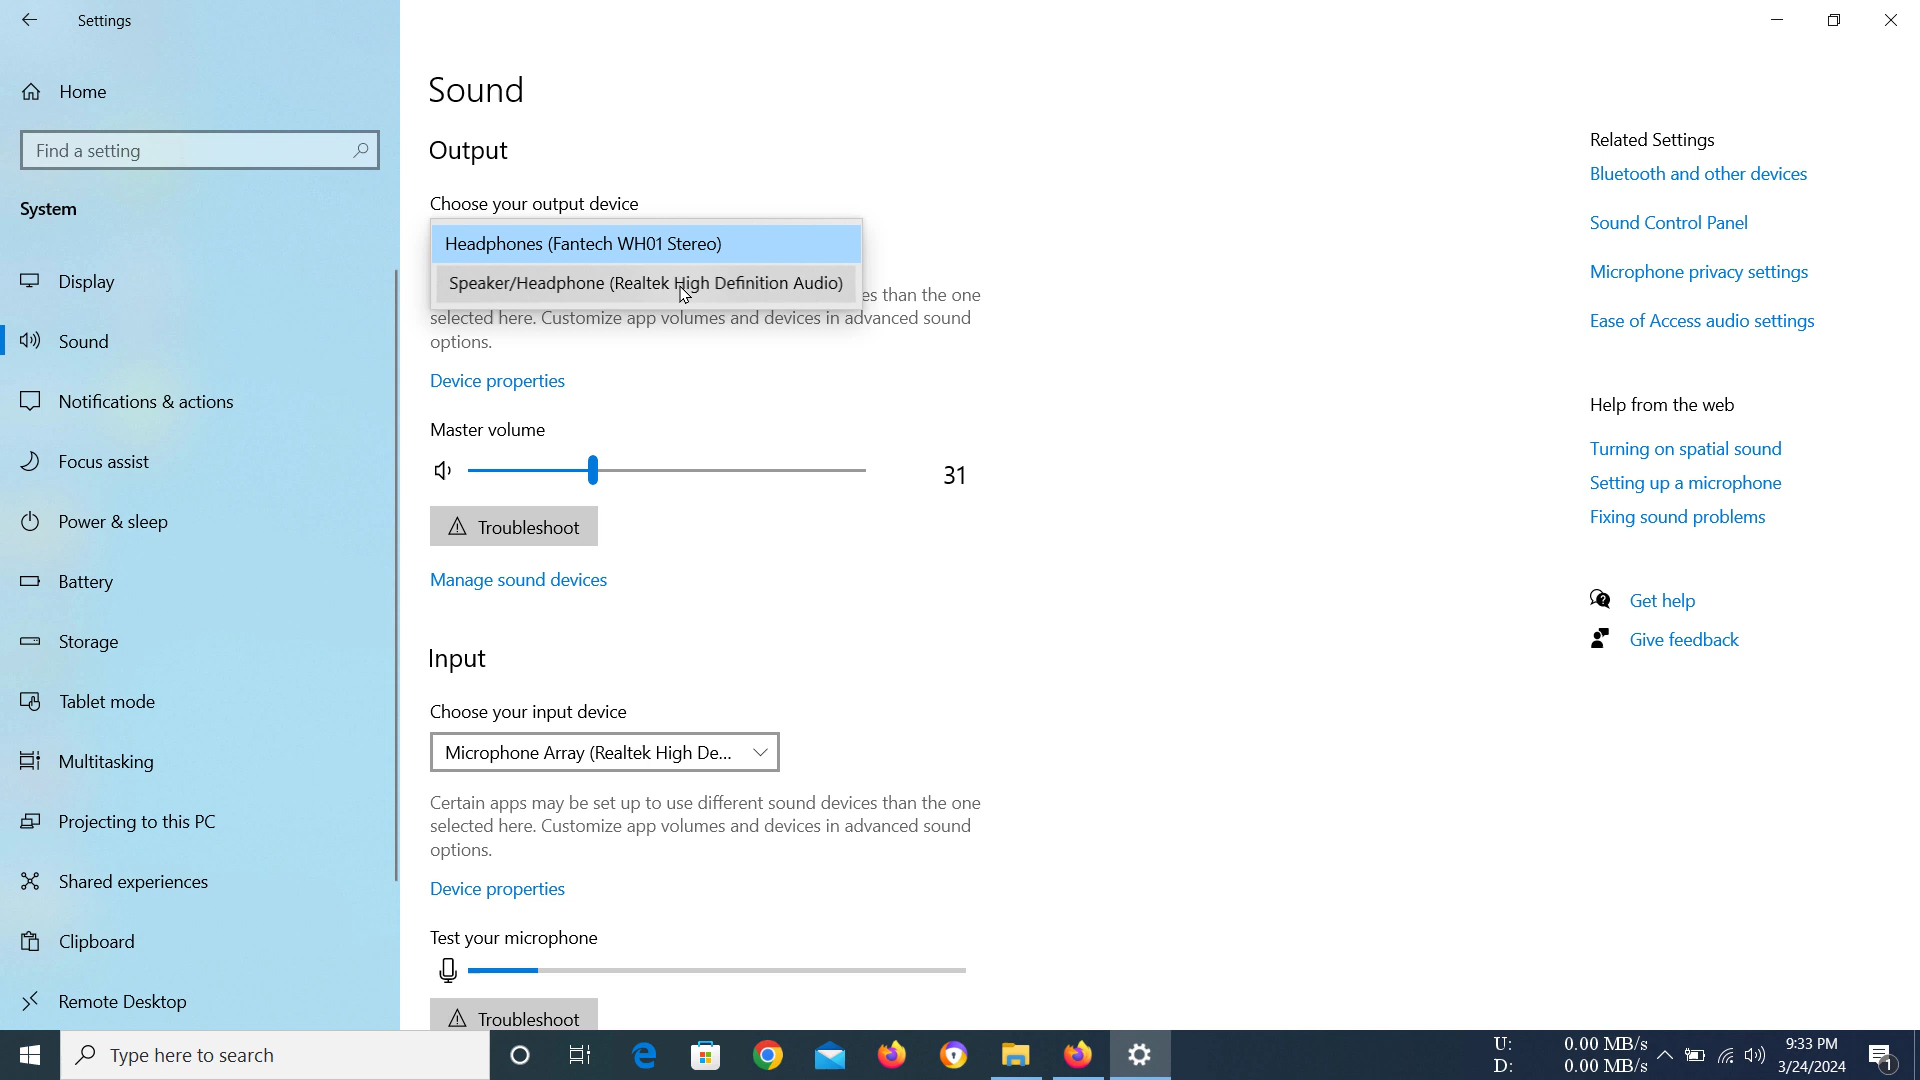 Settings
Home
Find a setting
System
Display
Sound
Notifications & actions
Focus assist
Power & sleep
Battery
Storage
Tablet mode
Multitasking
Projecting to this PC
Shared experiences
Clipboard
Remote Desktop
Sound
Output
Choose your output device
Headphones (Fantech WH01 Stereo)
Speaker/Headphone (Realtek High Definition Audio)
es than the one
selected here. Customize app volumes and devices in advanced sound
options.
Device properties
Master volume
31
Troubleshoot
Manage sound devices
Input
Choose your input device
Microphone Array (Realtek High De...
Certain apps may be set up to use different sound devices than the one
selected here. Customize app volumes and devices in advanced sound
options.
Device properties
Test your microphone
Troubleshoot
Related Settings
Bluetooth and other devices
Sound Control Panel
Microphone privacy settings
Ease of Access audio settings
Help from the web
Turning on spatial sound
Setting up a microphone
Fixing sound problems
Get help
Give feedback
Type here to search
U: 0.00 MB/s
D: 0.00 MB/s
9:33 PM
3/24/2024
1